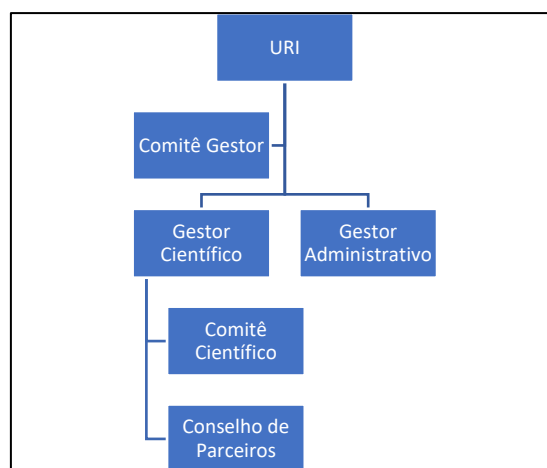 URI
Comitê Gestor
Gestor
Científico
Gestor
Administrativo
Comitê
Científico
Conselho de
Parceiros